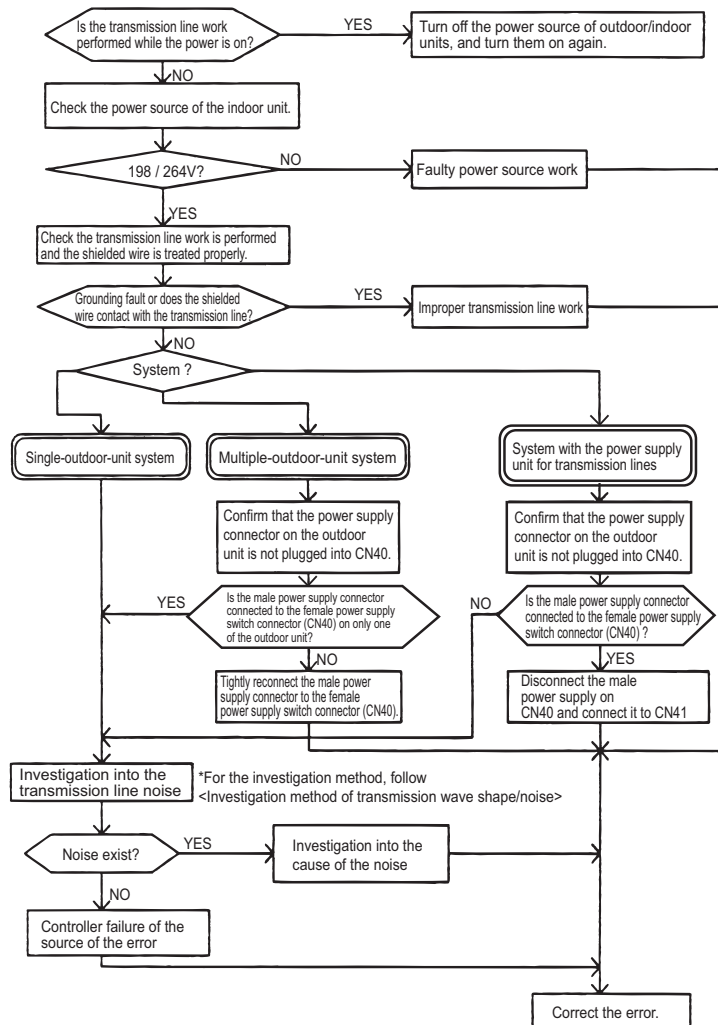 Is the transmission line work
performed while the power is on?
YES
Turn off the power source of outdoor/indoor
units, and turn them on again.
NO
Check the power source of the indoor unit.
198 / 264V?
NO
Faulty power source work
YES
Check the transmission line work is performed
and the shielded wire is treated properly.
Grounding fault or does the shielded
wire contact with the transmission line?
YES
Improper transmission line work
NO
System ?
Single-outdoor-unit system
Multiple-outdoor-unit system
System with the power supply
unit for transmission lines
Confirm that the power supply
connector on the outdoor
unit is not plugged into CN40.
Confirm that the power supply
connector on the outdoor
unit is not plugged into CN40.
YES
Is the male power supply connector
connected to the female power supply
switch connector (CN40) on only one
of the outdoor unit?
NO
Is the male power supply connector
connected to the female power supply
switch connector (CN40) ?
NO
YES
Tightly reconnect the male power
supply connector to the female
power supply switch connector (CN40).
Disconnect the male
power supply on
CN40 and connect it to CN41
Investigation into the
transmission line noise
*For the investigation method, follow
<Investigation method of transmission wave shape/noise>
Noise exist?
YES
Investigation into the
cause of the noise
NO
Controller failure of the
source of the error
Correct the error.